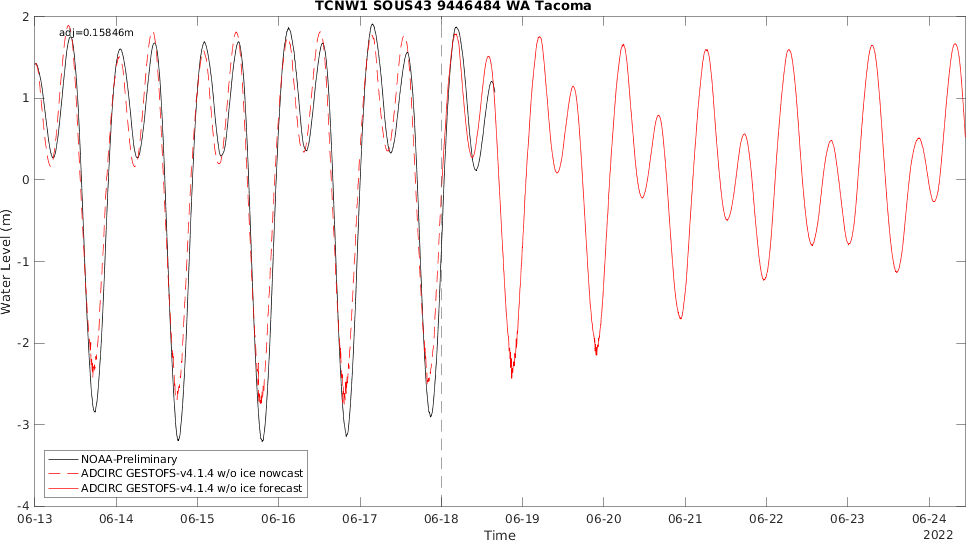 TCNW1 SOUS43 9446484 WA Tacoma
adj=0.15846m
2
1
0
-1
-2
-3
-4
Water Level (m)
NOAA-Preliminary
ADCIRC GESTOFS-v4.1.4 w/o ice nowcast
ADCIRC GESTOFS-v4.1.4 w/o ice forecast
06-13 06-14 06-15 06-16 06-17 06-18 06-19 06-20 06-21 06-22 06-23 06-24
Time
2022